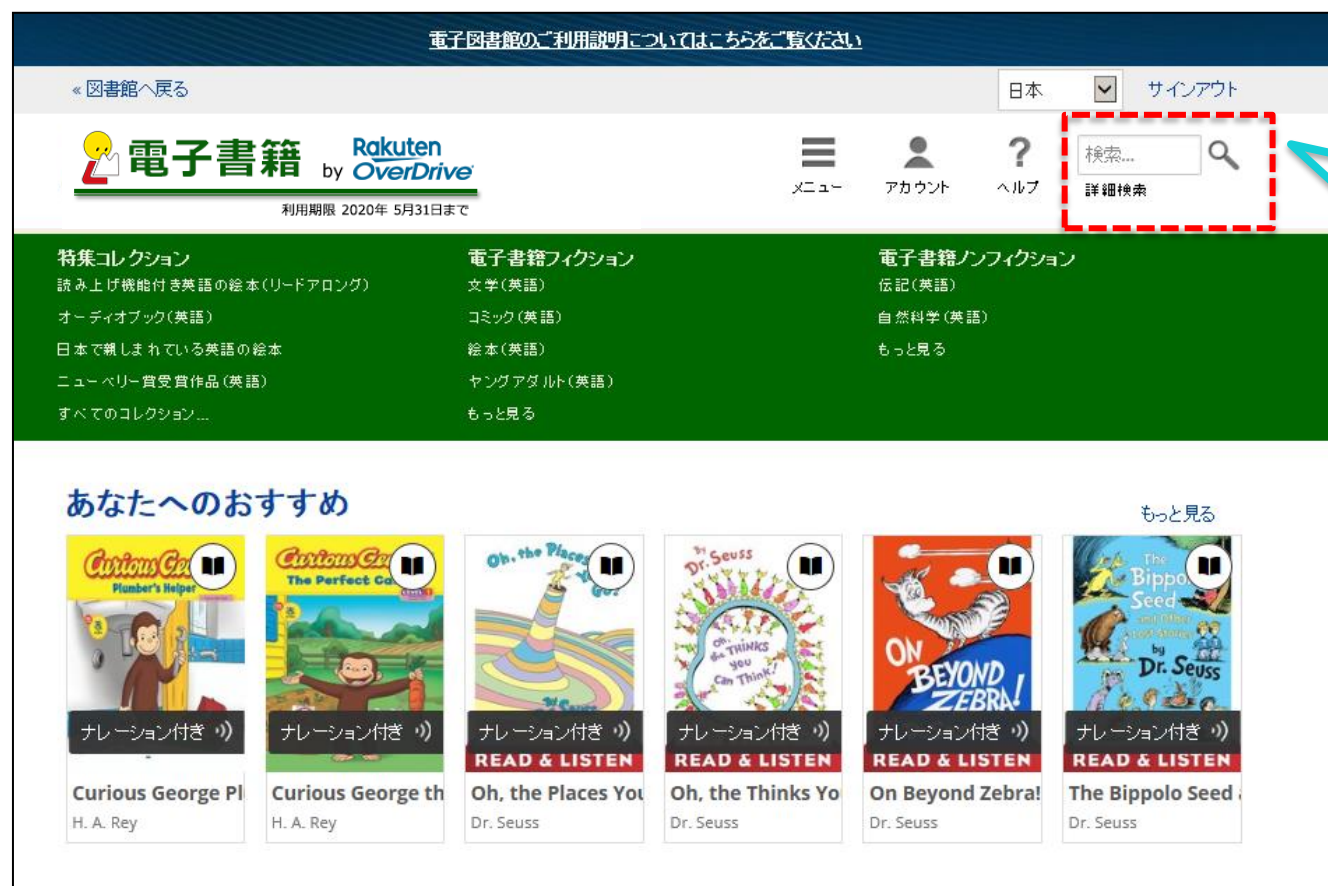 電子図書館のご利用説明についてはこちらをご覧ください
« 図書館へ戻る
日本
サインアウト
電子書籍 by Rakuten OverDrive
利用期限 2020年 5月31日まで
メニュー
アカウント
?
ヘルプ
検索...
詳細検索
特集コレクション
読み上げ機能付き英語の絵本(リードアロング)
オーディオブック(英語)
日本で親しまれている英語の絵本
ニューベリー賞受賞作品(英語)
すべてのコレクション...
電子書籍フィクション
文学(英語)
コミック(英語)
絵本(英語)
ヤングアダルト(英語)
もっと見る
電子書籍ノンフィクション
伝記(英語)
自然科学(英語)
もっと見る
あなたへのおすすめ
もっと見る
Curious Ge
Plumber's Helper
ナレーション付き
Curious George Pl
H. A. Rey
Curious Ge
The Perfect Ca
ナレーション付き
Curious George th
H. A. Rey
Oh, the Places
Go!
ナレーション付き
READ & LISTEN
Oh, the Places You
Dr. Seuss
by
Dr. Seuss
Oh,
the THINKS
you
Can Think!
ナレーション付き
READ & LISTEN
Oh, the Thinks Yo
Dr. Seuss
ON
BEYOND
ZEBRA!
ナレーション付き
READ & LISTEN
On Beyond Zebra!
Dr. Seuss
The
Bippo
Seed
and Other
Lost Stories
by
Dr. Seuss
ナレーション付き
READ & LISTEN
The Bippolo Seed
Dr. Seuss